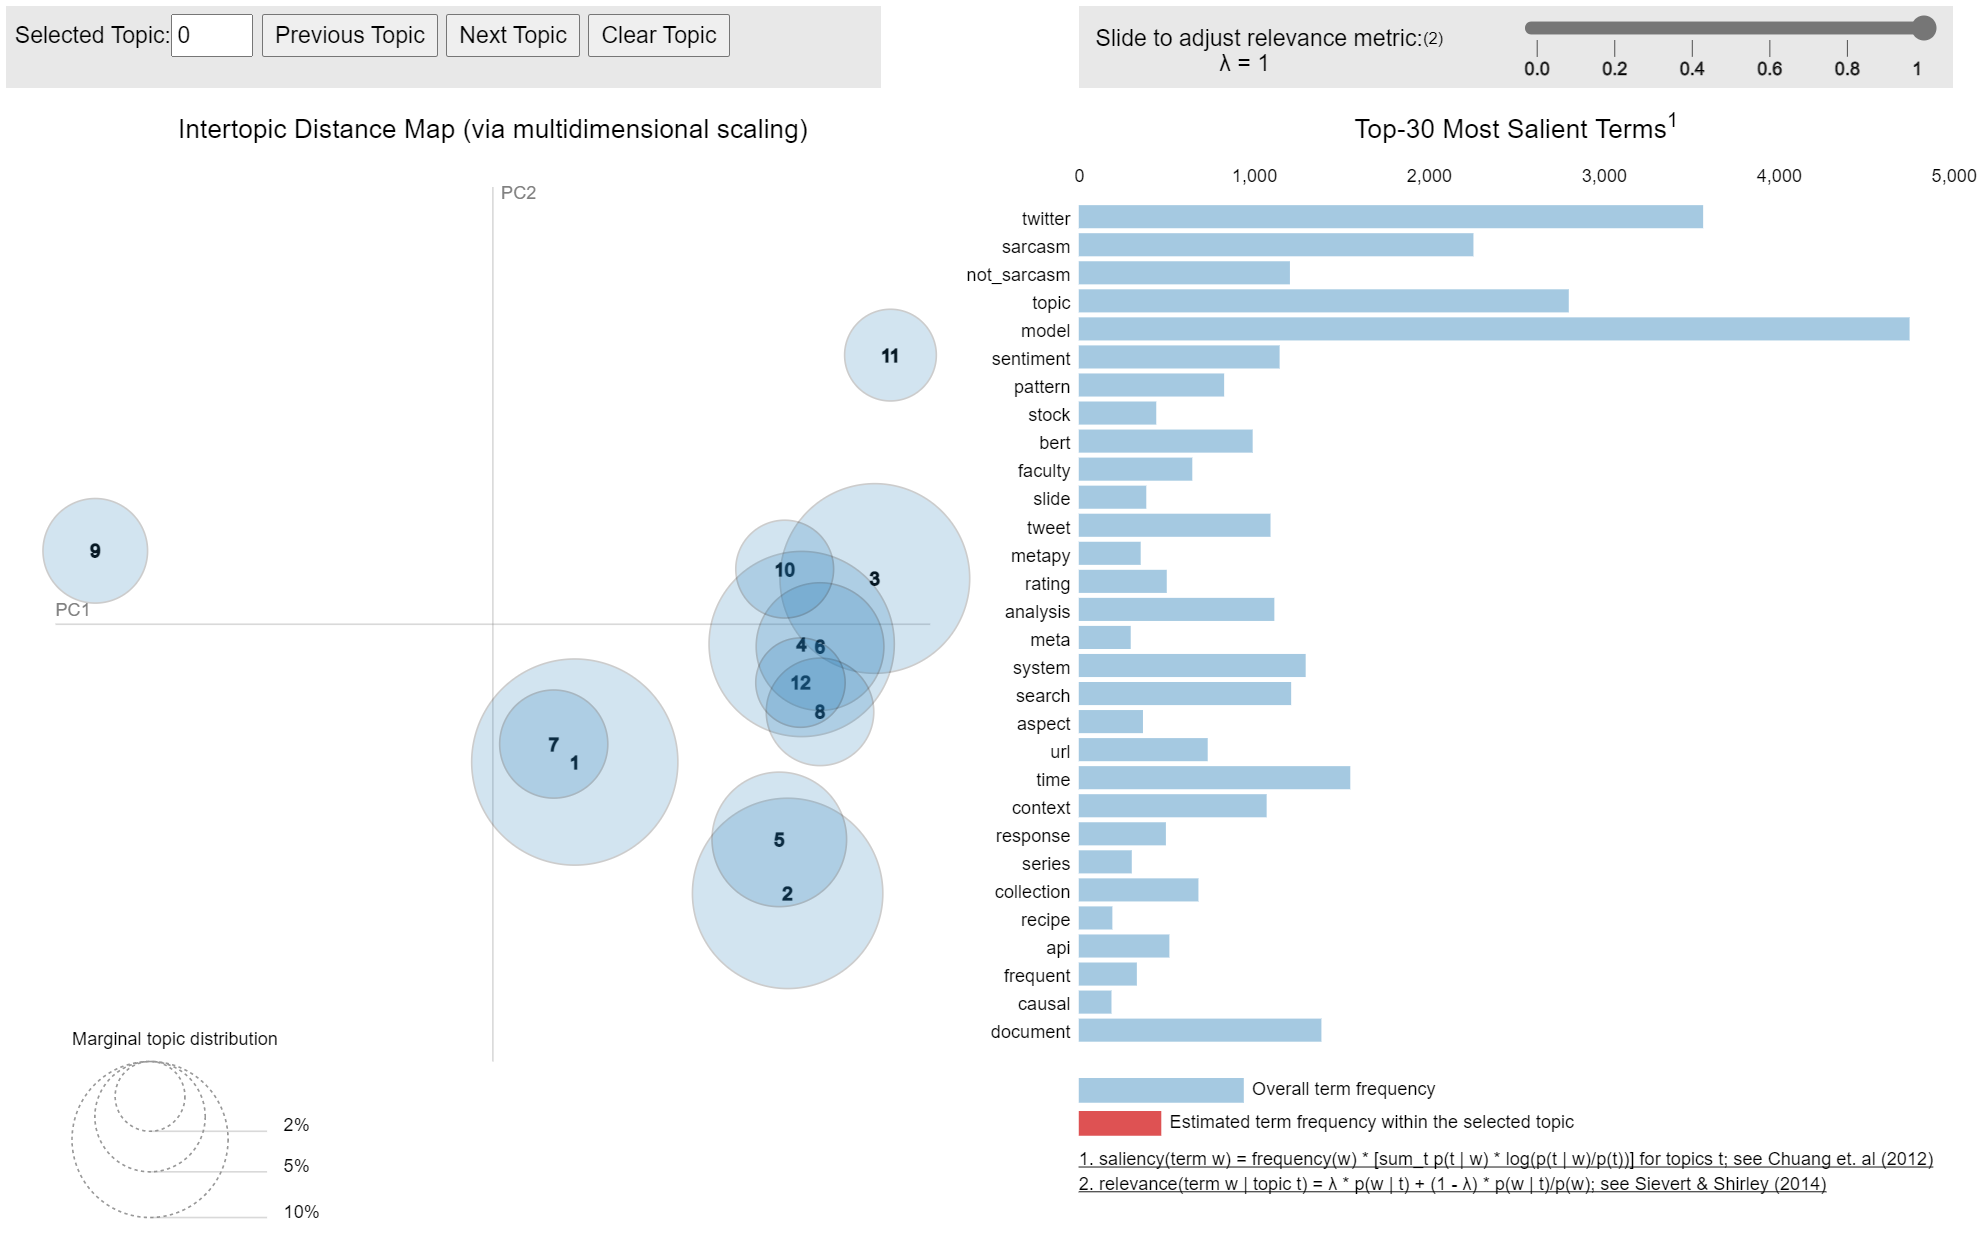 Selected Topic: 0 Previous Topic Next Topic Clear Topic
Slide to adjust relevance metric:(2)
λ = 1
0.0 0.2 0.4 0.6 0.8 1
Intertopic Distance Map (via multidimensional scaling)
PC2
PC1
11
9
10
3
4
6
12
8
7
1
5
2
Marginal topic distribution
2%
5%
10%
Top-30 Most Salient Terms1
0 1,000 2,000 3,000 4,000 5,000
twitter
sarcasm
not_sarcasm
topic
model
sentiment
pattern
stock
bert
faculty
slide
tweet
metapy
rating
analysis
meta
system
search
aspect
url
time
context
response
series
collection
recipe
api
frequent
causal
document
Overall term frequency
Estimated term frequency within the selected topic
1. saliency(term w) = frequency(w) * [sum_t p(t | w) * log(p(t | w)/p(t))] for topics t; see Chuang et. al (2012)
2. relevance(term w | topic t) = λ * p(w | t) + (1 - λ) * p(w | t)/p(w); see Sievert & Shirley (2014)